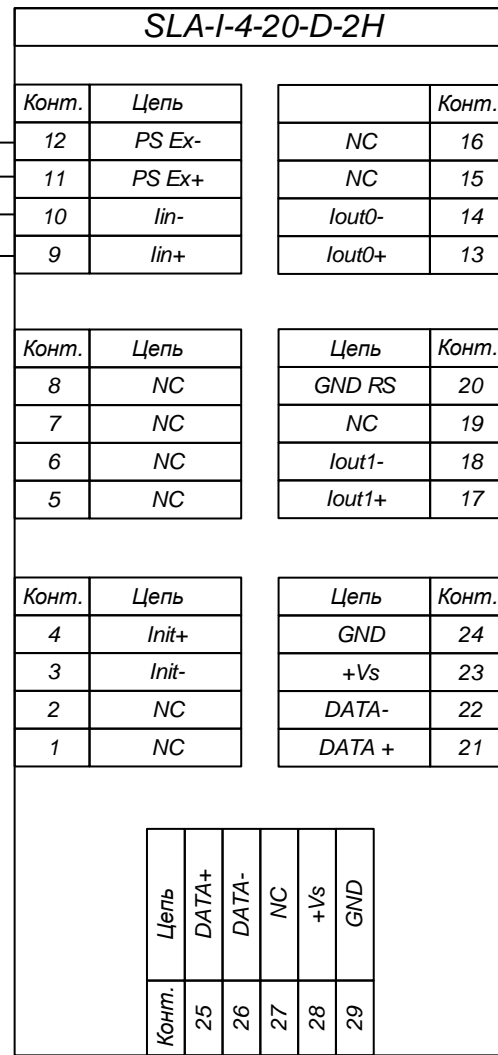 SLA-I-4-20-D-2H
Конт. Цепь
12 PS Ex-
11 PS Ex+
10 Iin-
9 Iin+
Конт.
NC 16
NC 15
Iout0- 14
Iout0+ 13
Конт. Цепь
8 NC
7 NC
6 NC
5 NC
Цепь Конт.
GND RS 20
NC 19
Iout1- 18
Iout1+ 17
Конт. Цепь
4 Init+
3 Init-
2 NC
1 NC
Цепь Конт.
GND 24
+Vs 23
DATA- 22
DATA + 21
Конт. Цепь
25 DATA+
26 DATA-
27 NC
28 +Vs
29 GND